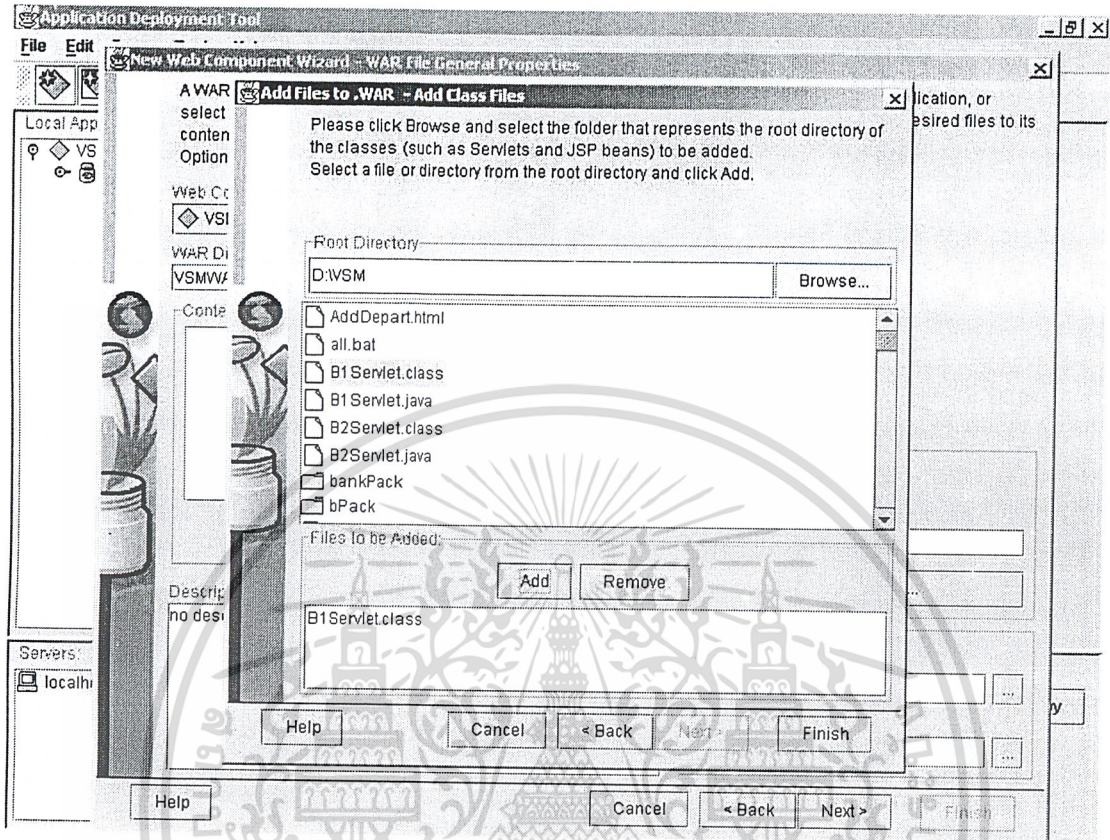 Application Deployment Tool
File Edit
New Web Component Wizard - WAR File General Properties
A WAR
select
conten
Option
lication, or
esired files to its
Add Files to .WAR - Add Class Files
Please click Browse and select the folder that represents the root directory of
the classes (such as Servlets and JSP beans) to be added.
Select a file or directory from the root directory and click Add.
Local App
VS
Web Co
VSI
WAR Di
VSMWA
Conte
Root Directory
D:\VSM
Browse...
AddDepart.html
all.bat
B1Servlet.class
B1Servlet.java
B2Servlet.class
B2Servlet.java
bankPack
bPack
Files to be Added:
Add Remove
B1Servlet.class
Descrip
no desc
...
Servers:
localh
...
y
...
Help Cancel < Back Next > Finish
Help Cancel < Back Next > Finish